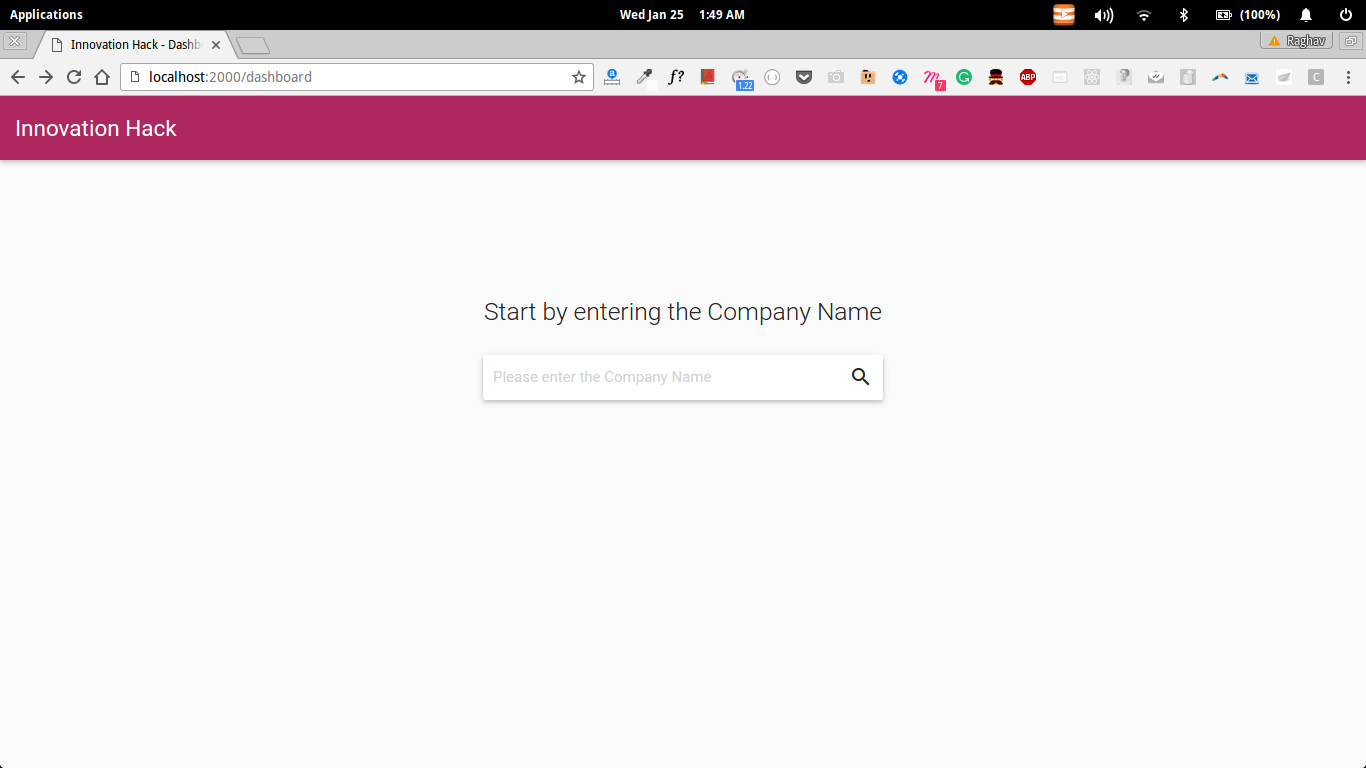 Applications
Wed Jan 25 1:49 AM
(100%)
Innovation Hack - Dashb
Raghav
localhost:2000/dashboard
f?
1.22
7
ABP
C
Innovation Hack
Start by entering the Company Name
Please enter the Company Name